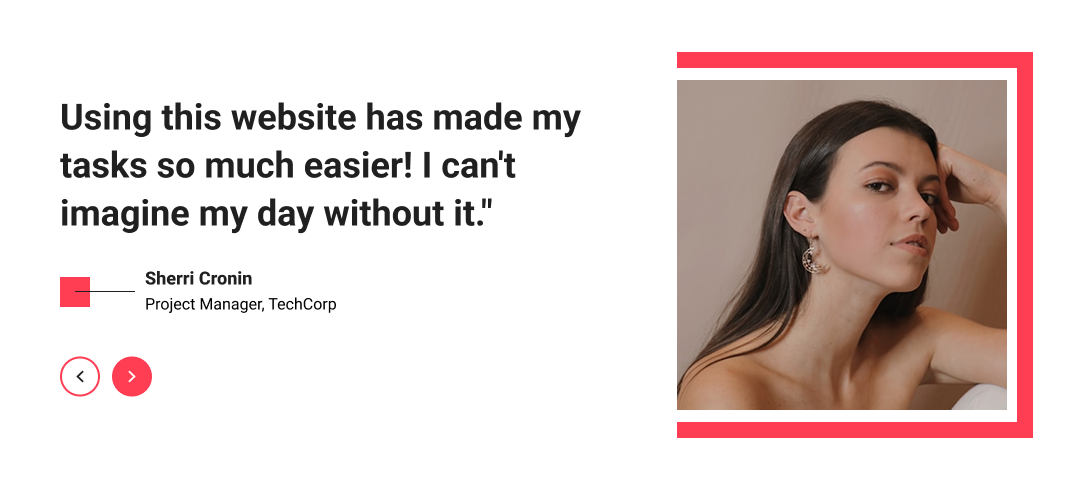 Using this website has made my
tasks so much easier! I can't
imagine my day without it."
Sherri Cronin
Project Manager, TechCorp